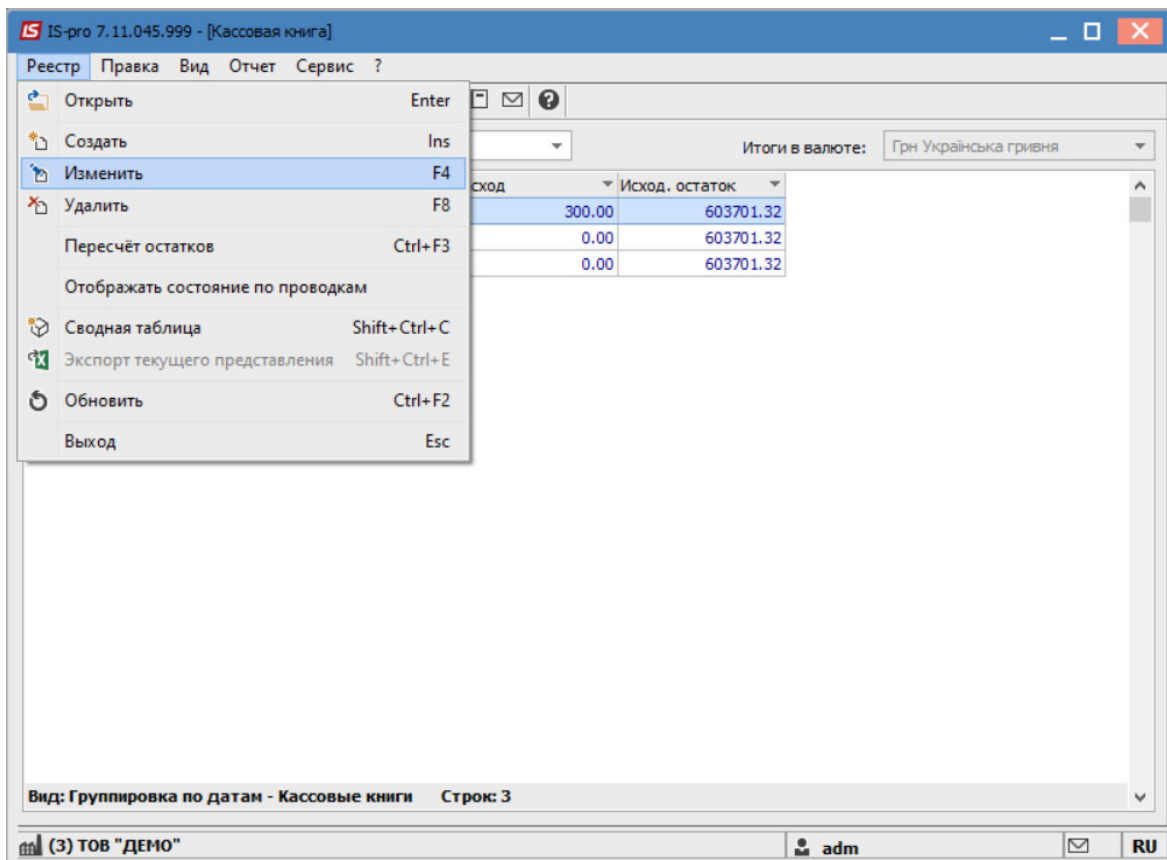 IS IS-pro 7.11.045.999 - [Кассовая книга]
Реестр Правка Вид Отчет Сервис ?
Открыть Enter
Создать Ins
Итоги в валюте: Грн Українська гривня
Изменить F4
сход Исход. остаток
Удалить F8
300.00 603701.32
Пересчёт остатков Ctrl+F3
0.00 603701.32
0.00 603701.32
Отображать состояние по проводкам
Сводная таблица Shift+Ctrl+C
Экспорт текущего представления Shift+Ctrl+E
Обновить Ctrl+F2
Выход Esc
Вид: Группировка по датам - Кассовые книги Строк: 3
(3) ТОВ "ДЕМО" adm RU